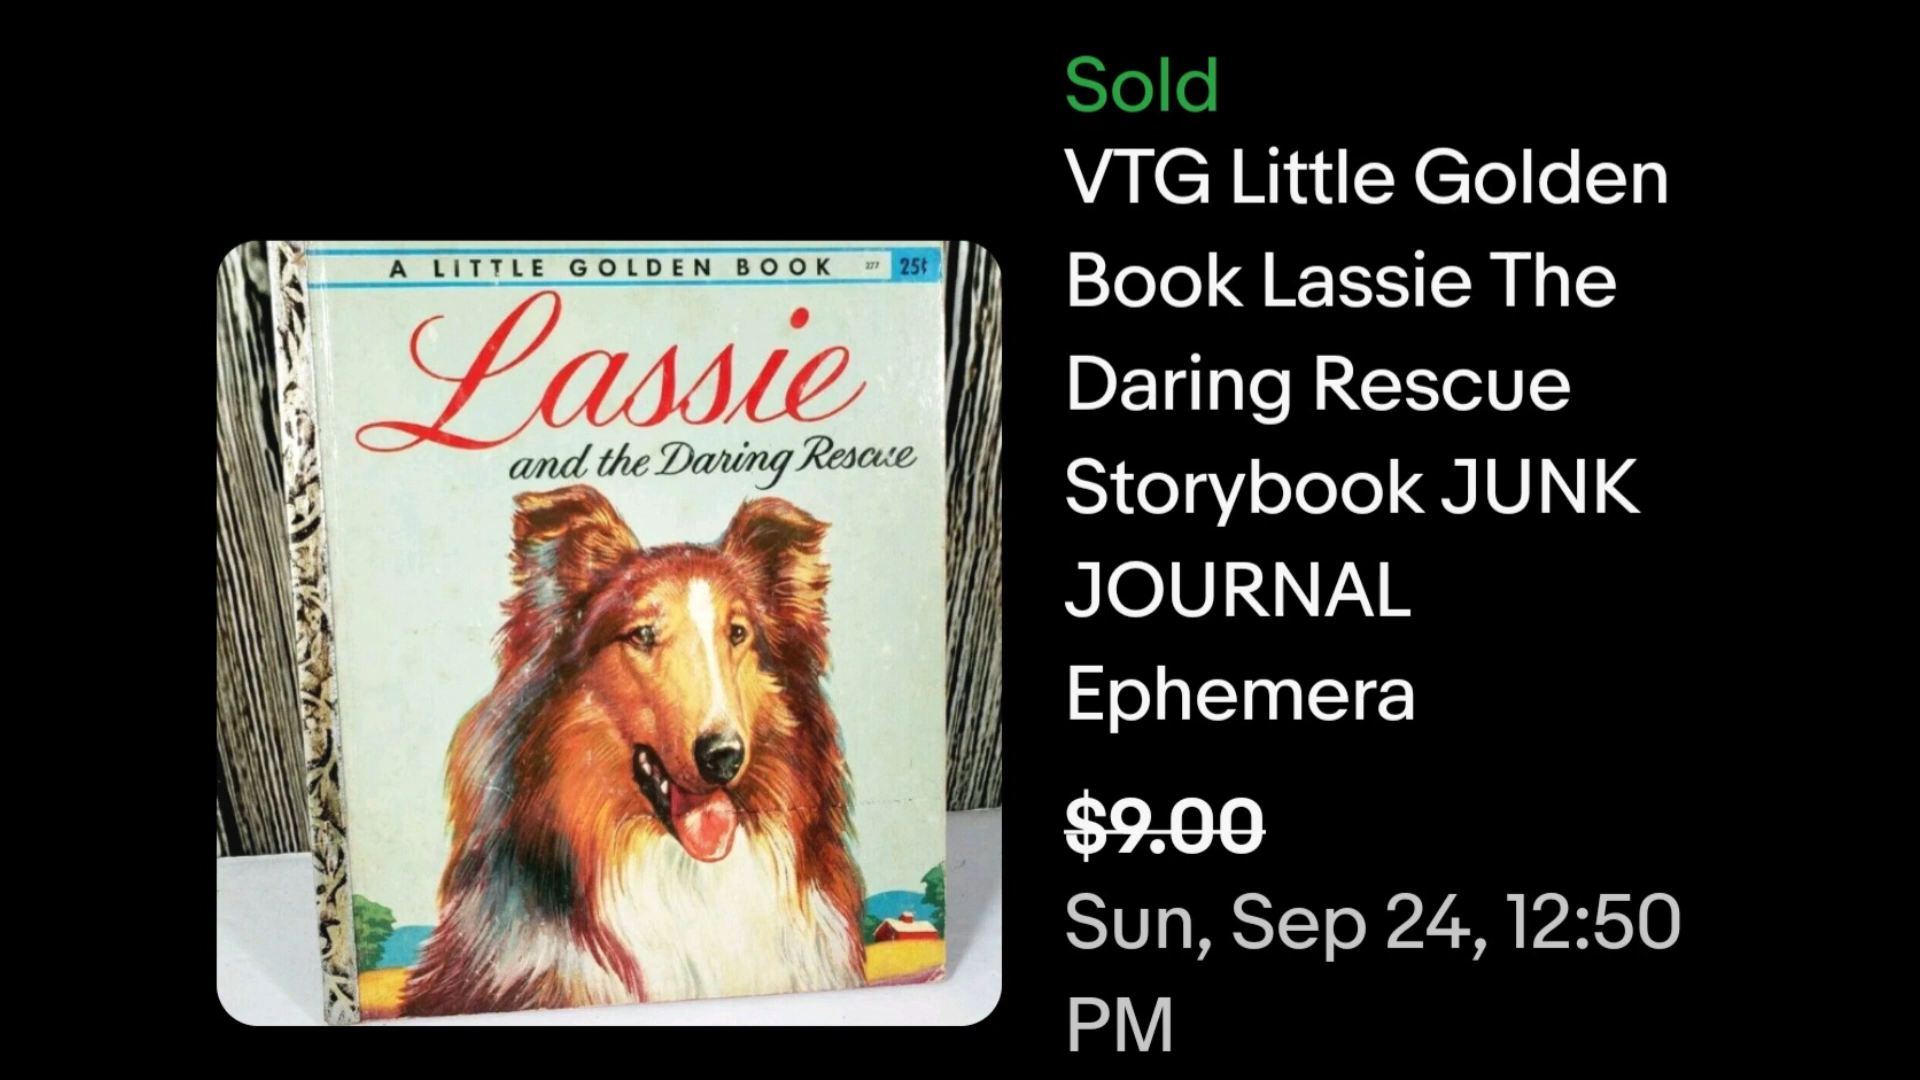 Sold
VTG Little Golden
Book Lassie The
Daring Rescue
Storybook JUNK
JOURNAL
Ephemera
$9.00
Sun, Sep 24, 12:50
PM
A LITTLE GOLDEN BOOK 277 25¢
Lassie
and the Daring Rescue